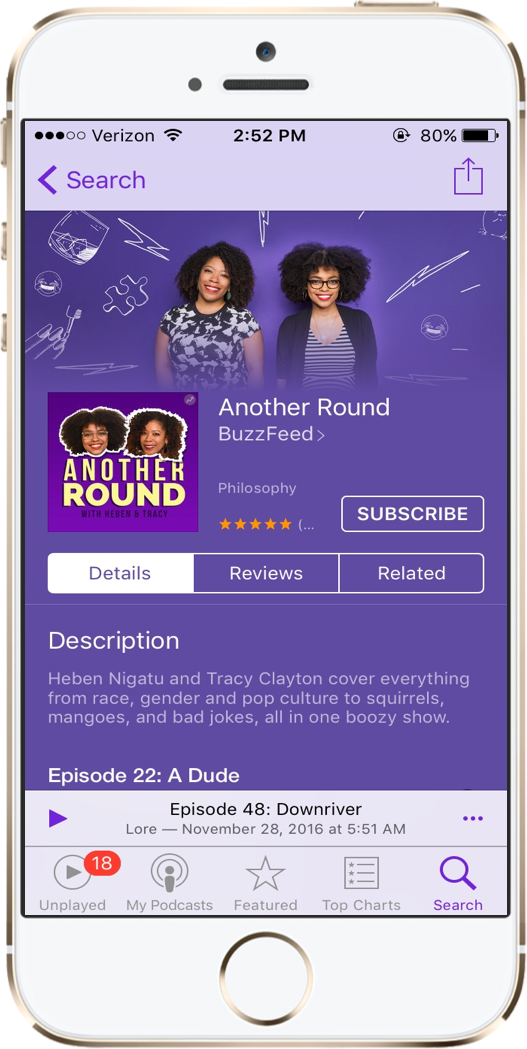 Verizon 2:52 PM 80%
Search
Another Round
BuzzFeed
Philosophy
(...
SUBSCRIBE
ANOTHER
ROUND
WITH HEBEN & TRACY
Details Reviews Related
Description
Heben Nigatu and Tracy Clayton cover everything
from race, gender and pop culture to squirrels,
mangoes, and bad jokes, all in one boozy show.
Episode 22: A Dude
Episode 48: Downriver
Lore — November 28, 2016 at 5:51 AM
18
Unplayed My Podcasts Featured Top Charts Search